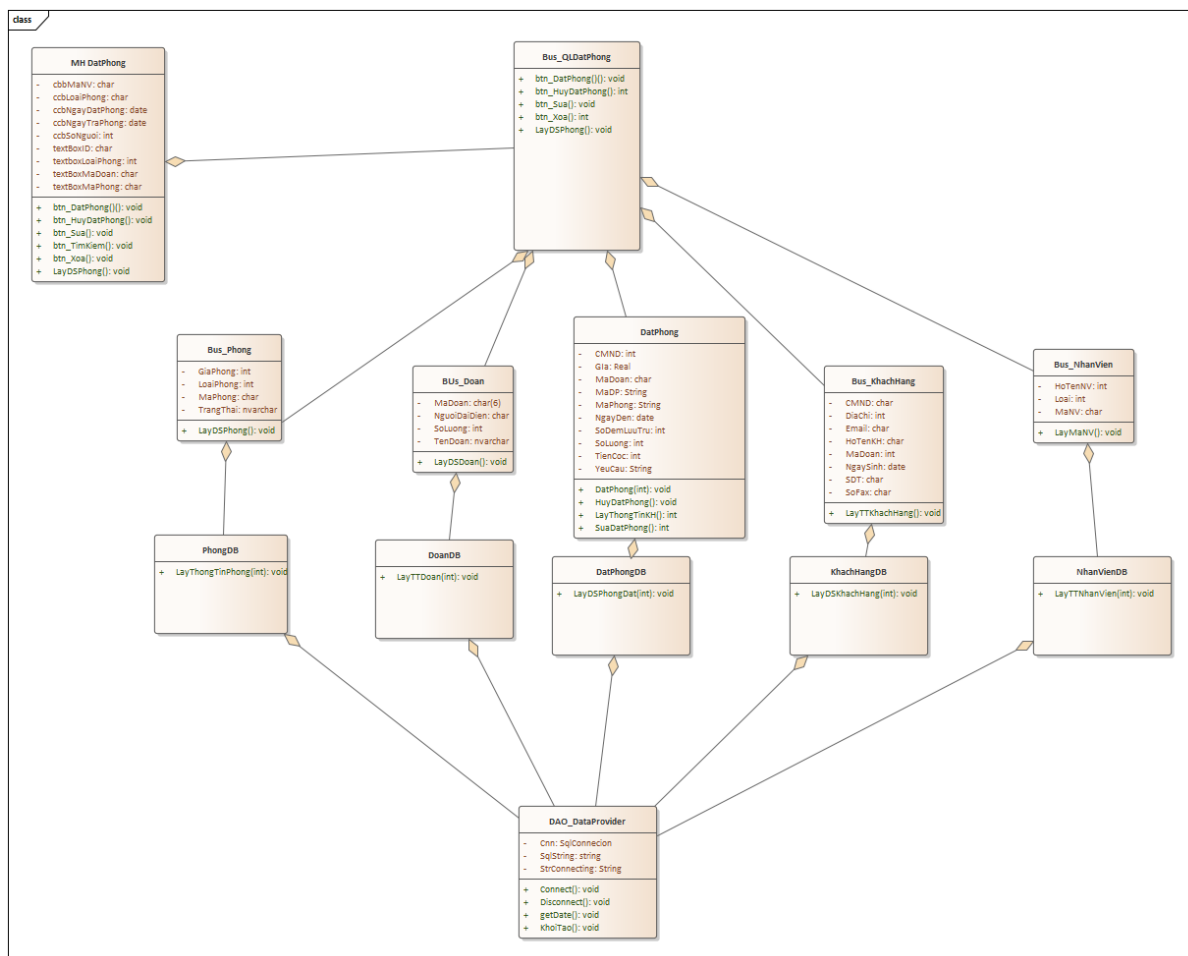 class
MH DatPhong
- cbbMaNV: char
- ccbLoaiPhong: char
- ccbNgayDatPhong: date
- ccbNgayTraPhong: date
- ccbSoNguoi: int
- textBoxID: char
- textboxLoaiPhong: int
- textBoxMaDoan: char
- textBoxMaPhong: char
+ btn_DatPhong()(): void
+ btn_HuyDatPhong(): void
+ btn_Sua(): void
+ btn_TimKiem(): void
+ btn_Xoa(): void
+ LayDSPhong(): void
Bus_QLDatPhong
+ btn_DatPhong()(): void
+ btn_HuyDatPhong(): int
+ btn_Sua(): void
+ btn_Xoa(): int
+ LayDSPhong(): void
Bus_Phong
- GiaPhong: int
- LoaiPhong: int
- MaPhong: char
- TrangThai: nvarchar
+ LayDSPhong(): void
BUs_Doan
- MaDoan: char(6)
- NguoiDaiDien: char
- SoLuong: int
- TenDoan: nvarchar
+ LayDSDoan(): void
DatPhong
- CMND: int
- GIa: Real
- MaDoan: char
- MaDP: String
- MaPhong: String
- NgayDen: date
- SoDemLuuTru: int
- SoLuong: int
- TienCoc: int
- YeuCau: String
+ DatPhong(int): void
+ HuyDatPhong(): void
+ LayThongTinKH(): int
+ SuaDatPhong(): int
Bus_KhachHang
- CMND: char
- DiaChi: int
- Email: char
- HoTenKH: char
- MaDoan: int
- NgaySinh: date
- SDT: char
- SoFax: char
+ LayTTKhachHang(): void
Bus_NhanVien
- HoTenNV: int
- Loai: int
- MaNV: char
+ LayMaNV(): void
PhongDB
+ LayThongTinPhong(int): void
DoanDB
+ LayTTDoan(int): void
DatPhongDB
+ LayDSPhongDat(int): void
KhachHangDB
+ LayDSKhachHang(int): void
NhanVienDB
+ LayTTNhanVien(int): void
DAO_DataProvider
- Cnn: SqlConnecion
- SqlString: string
- StrConnecting: String
+ Connect(): void
+ Disconnect(): void
+ getDate(): void
+ KhoiTao(): void